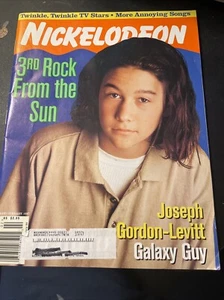 Twinkle, Twinkle TV Stars • More Annoying Songs
NICKELODEON
3RD Rock
From the
Sun
Joseph
Gordon-Levitt
Galaxy Guy